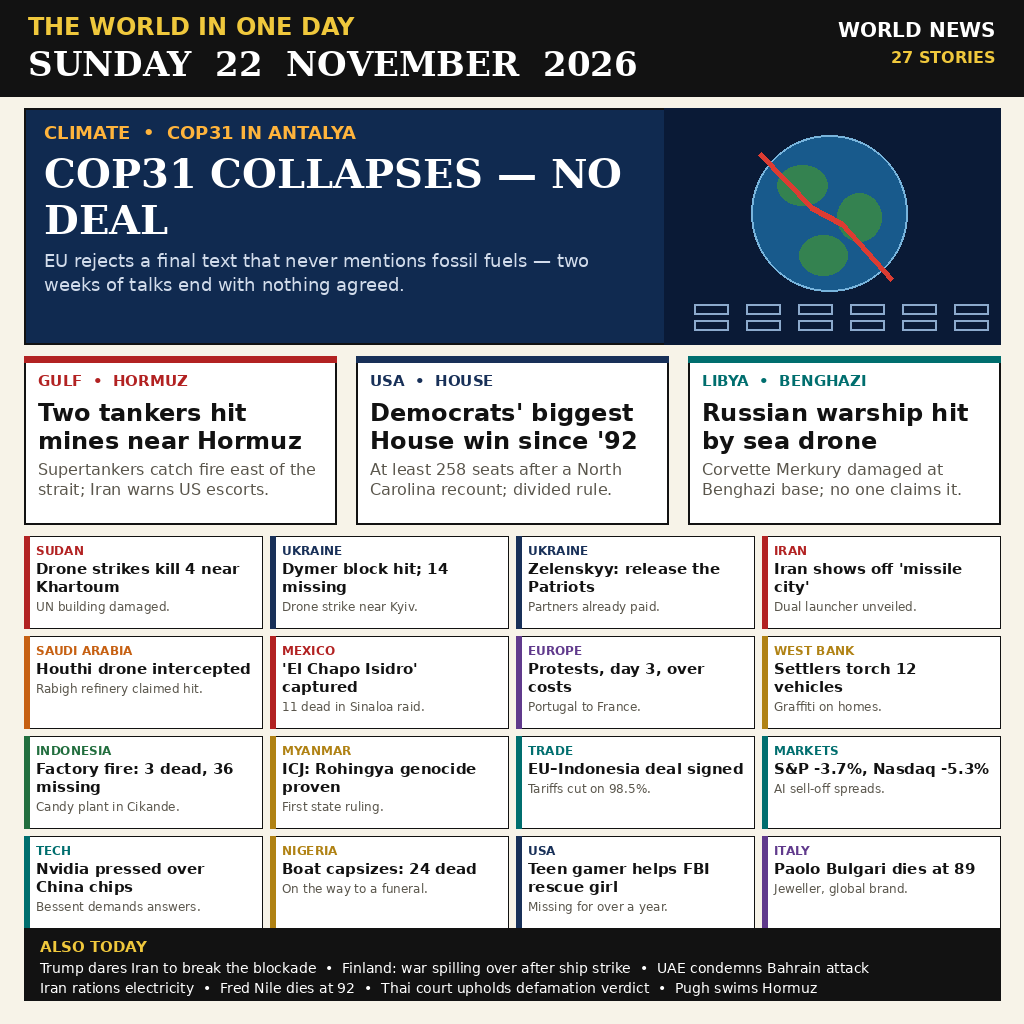 THE WORLD IN ONE DAY
SUNDAY 22 NOVEMBER 2026
WORLD NEWS
27 STORIES
CLIMATE • COP31 IN ANTALYA
COP31 COLLAPSES — NO
DEAL
EU rejects a final text that never mentions fossil fuels — two
weeks of talks end with nothing agreed.
GULF • HORMUZ
Two tankers hit
mines near Hormuz
Supertankers catch fire east of the
strait; Iran warns US escorts.
USA • HOUSE
Democrats' biggest
House win since '92
At least 258 seats after a North
Carolina recount; divided rule.
LIBYA • BENGHAZI
Russian warship hit
by sea drone
Corvette Merkury damaged at
Benghazi base; no one claims it.
SUDAN
Drone strikes kill 4 near
Khartoum
UN building damaged.
UKRAINE
Dymer block hit; 14
missing
Drone strike near Kyiv.
UKRAINE
Zelenskyy: release the
Patriots
Partners already paid.
IRAN
Iran shows off 'missile
city'
Dual launcher unveiled.
SAUDI ARABIA
Houthi drone intercepted
Rabigh refinery claimed hit.
MEXICO
'El Chapo Isidro'
captured
11 dead in Sinaloa raid.
EUROPE
Protests, day 3, over
costs
Portugal to France.
WEST BANK
Settlers torch 12
vehicles
Graffiti on homes.
INDONESIA
Factory fire: 3 dead, 36
missing
Candy plant in Cikande.
MYANMAR
ICJ: Rohingya genocide
proven
First state ruling.
TRADE
EU–Indonesia deal signed
Tariffs cut on 98.5%.
MARKETS
S&P -3.7%, Nasdaq -5.3%
AI sell-off spreads.
TECH
Nvidia pressed over
China chips
Bessent demands answers.
NIGERIA
Boat capsizes: 24 dead
On the way to a funeral.
USA
Teen gamer helps FBI
rescue girl
Missing for over a year.
ITALY
Paolo Bulgari dies at 89
Jeweller, global brand.
ALSO TODAY
Trump dares Iran to break the blockade • Finland: war spilling over after ship strike • UAE condemns Bahrain attack
Iran rations electricity • Fred Nile dies at 92 • Thai court upholds defamation verdict • Pugh swims Hormuz